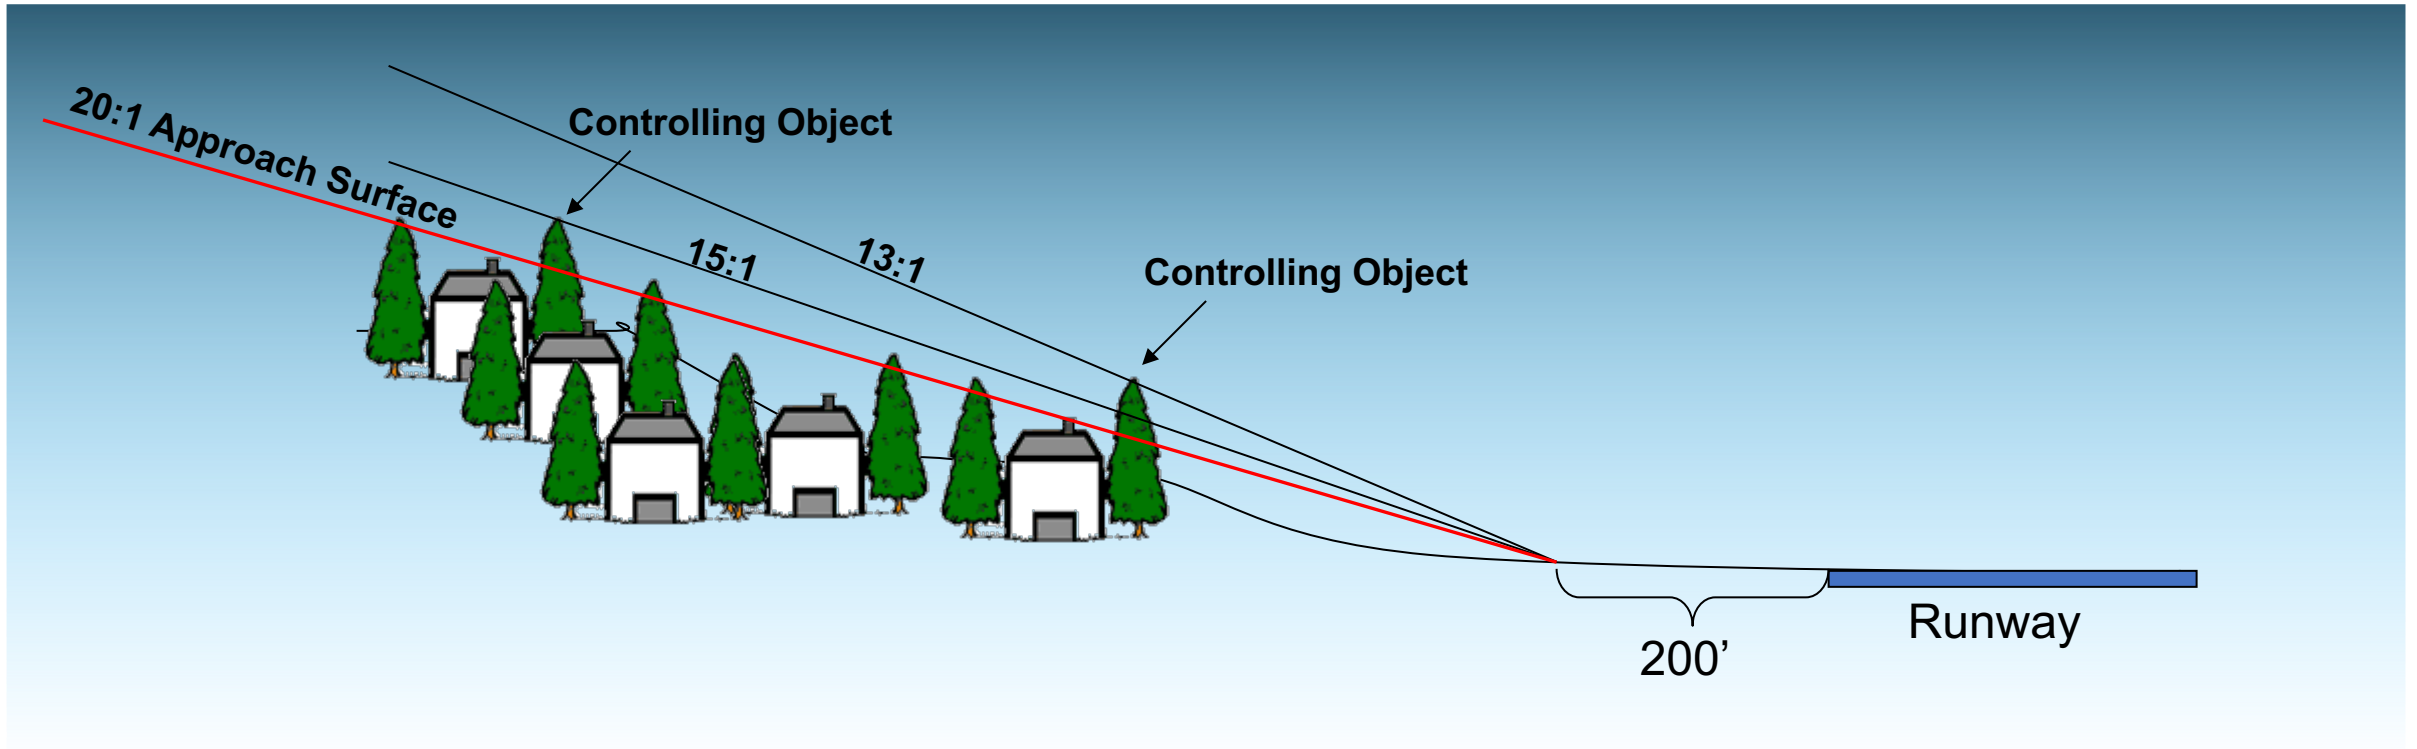 20:1 Approach Surface
Controlling Object
15:1
13:1
Controlling Object
200’
Runway